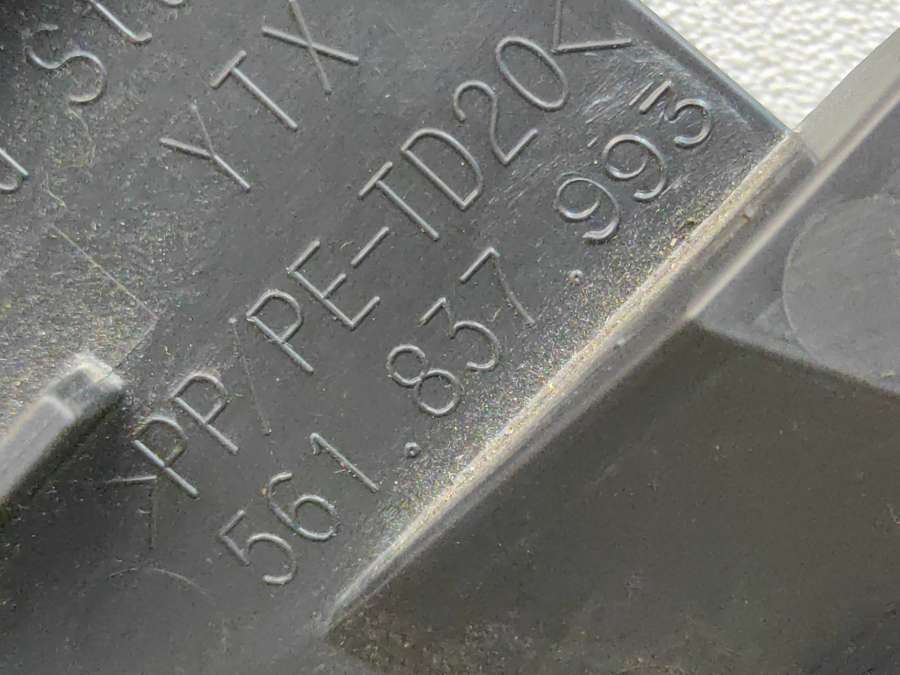 YTX
>PP/PE-TD20<
561.837.993